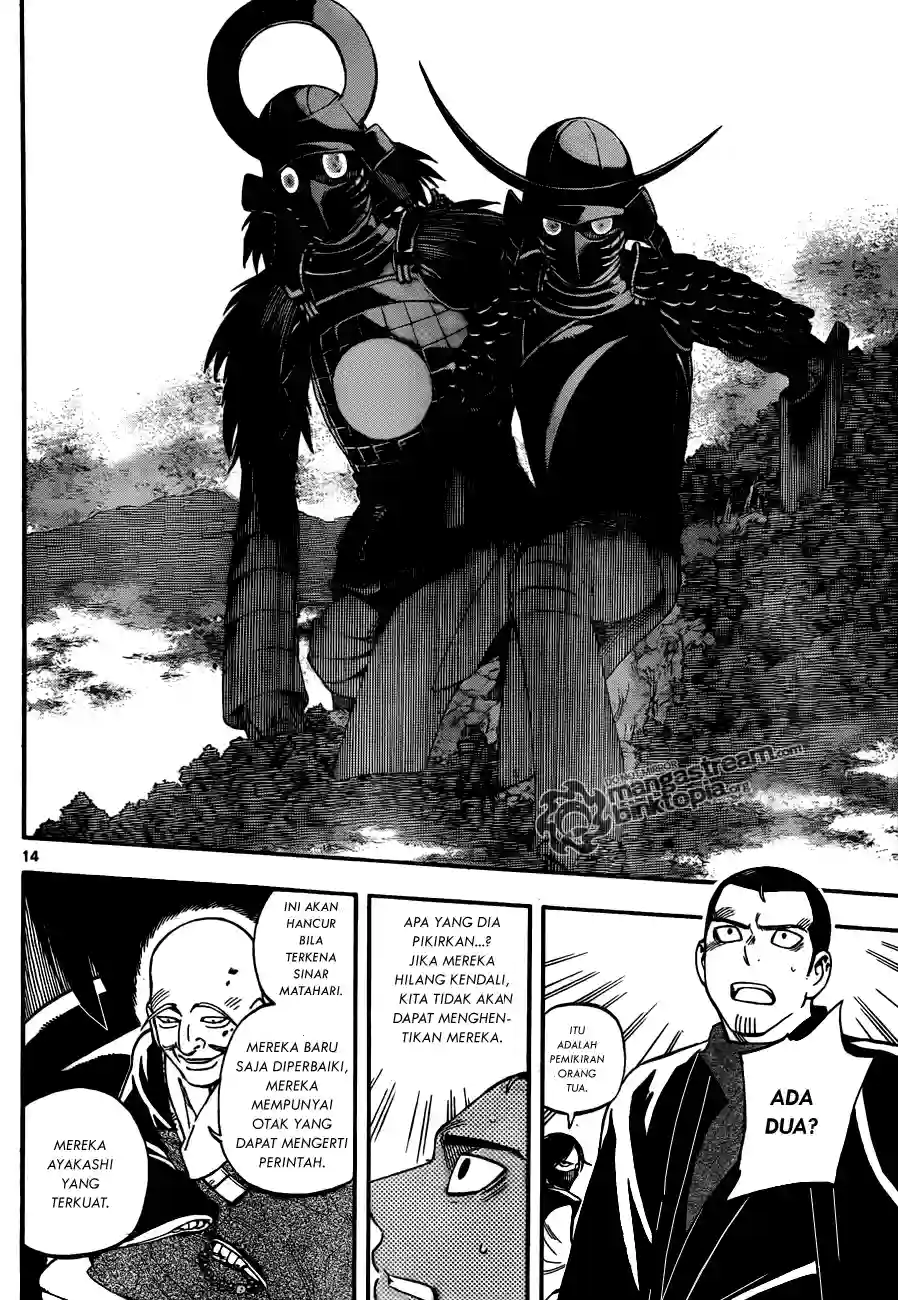 mangastream.com
binktopia.org
14
ADA
DUA?
ITU
ADALAH
PEMIKIRAN
ORANG
TUA.
APA YANG DIA
PIKIRKAN...?
JIKA MEREKA
HILANG KENDALI,
KITA TIDAK AKAN
DAPAT MENGHEN-
TIKAN MEREKA.
INI AKAN
HANCUR
BILA
TERKENA
SINAR
MATAHARI.
MEREKA BARU
SAJA DIPERBAIKI,
MEREKA
MEMPUNYAI
OTAK YANG
DAPAT MENGERTI
PERINTAH.
MEREKA
AYAKASHI
YANG
TERKUAT.